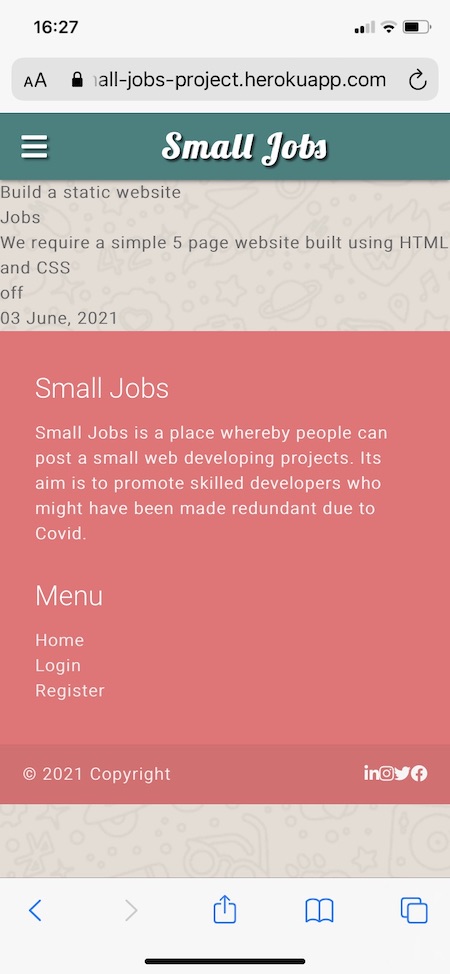 16:27
AA
all-jobs-project.herokuapp.com
Small Jobs
Build a static website
Jobs
We require a simple 5 page website built using HTML
and CSS
off
03 June, 2021
Small Jobs
Small Jobs is a place whereby people can
post a small web developing projects. Its
aim is to promote skilled developers who
might have been made redundant due to
Covid.
Menu
Home
Login
Register
© 2021 Copyright